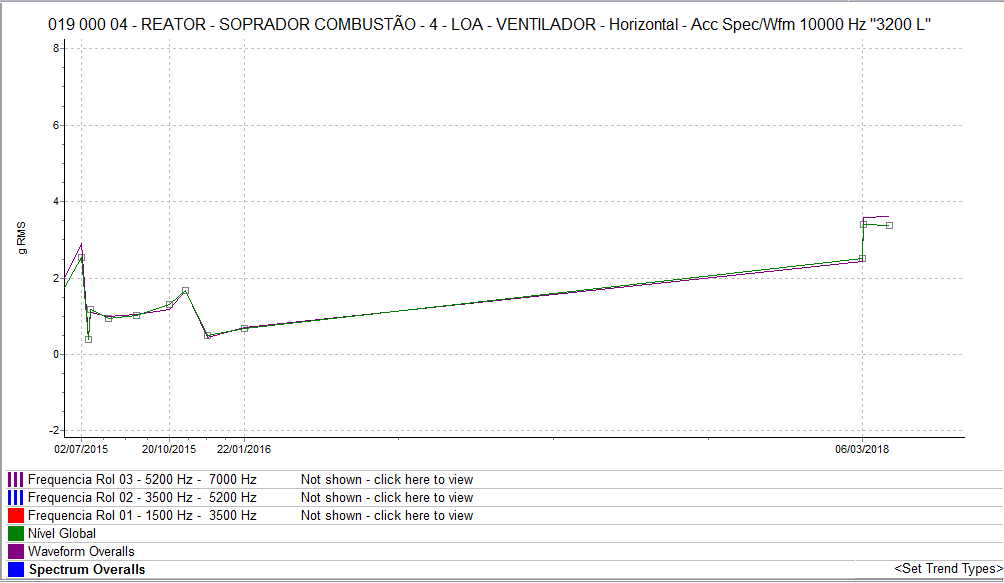 019 000 04 - REATOR - SOPRADOR COMBUSTÃO - 4 - LOA - VENTILADOR - Horizontal - Acc Spec/Wfm 10000 Hz "3200 L"
8
6
4
g RMS
2
0
-2
02/07/2015 20/10/2015 22/01/2016 06/03/2018
Frequencia Rol 03 - 5200 Hz - 7000 Hz Not shown - click here to view
Frequencia Rol 02 - 3500 Hz - 5200 Hz Not shown - click here to view
Frequencia Rol 01 - 1500 Hz - 3500 Hz Not shown - click here to view
Nível Global
Waveform Overalls
Spectrum Overalls <Set Trend Types>